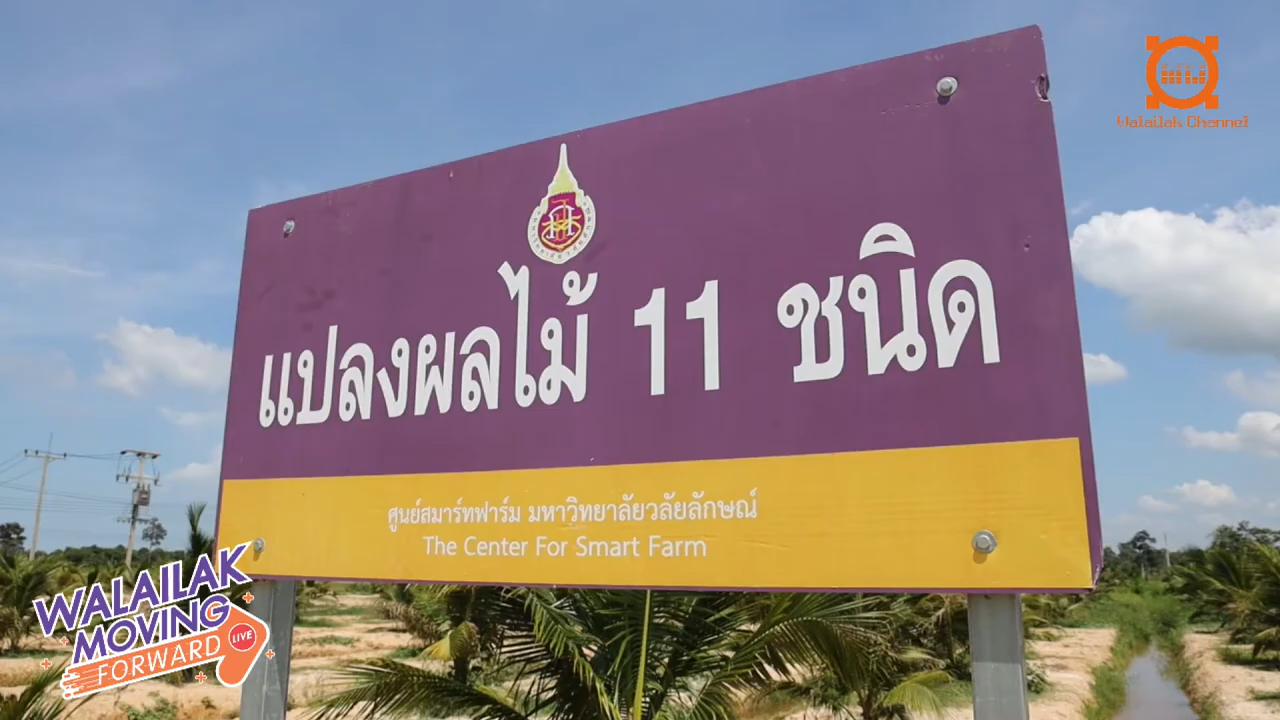 Walailak Channel
แปลงผลไม้ 11 ชนิด
ศูนย์สมาร์ทฟาร์ม มหาวิทยาลัยวลัยลักษณ์
The Center For Smart Farm
WALAILAK
MOVING
FORWARD LIVE